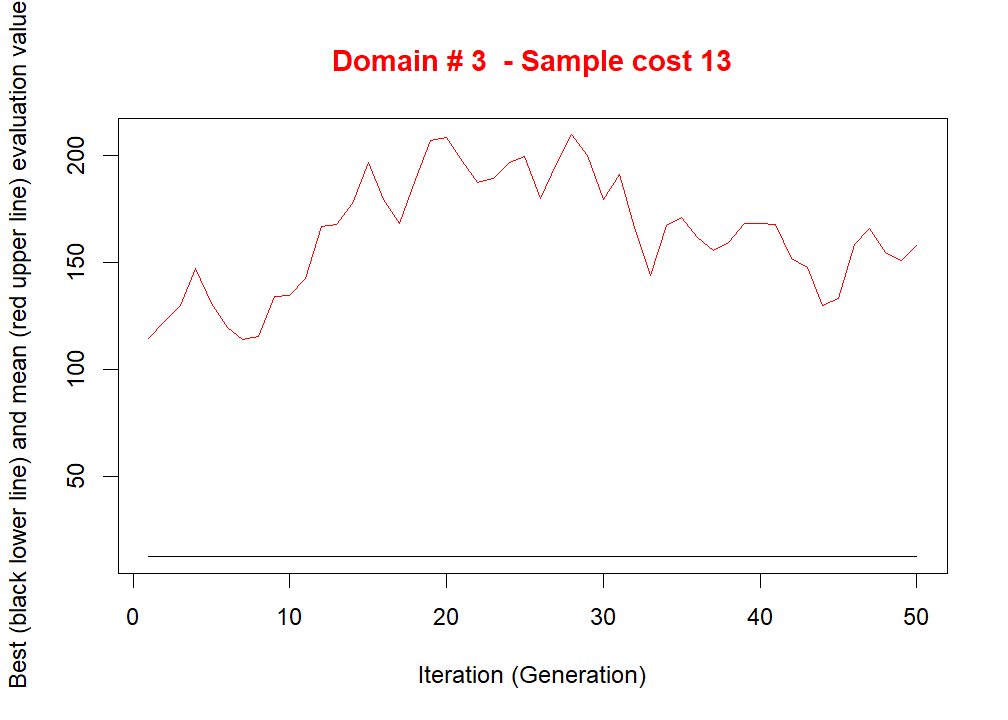 Domain # 3  - Sample cost 13
Best (black lower line) and mean (red upper line) evaluation value
200
150
100
50
0 10 20 30 40 50
Iteration (Generation)